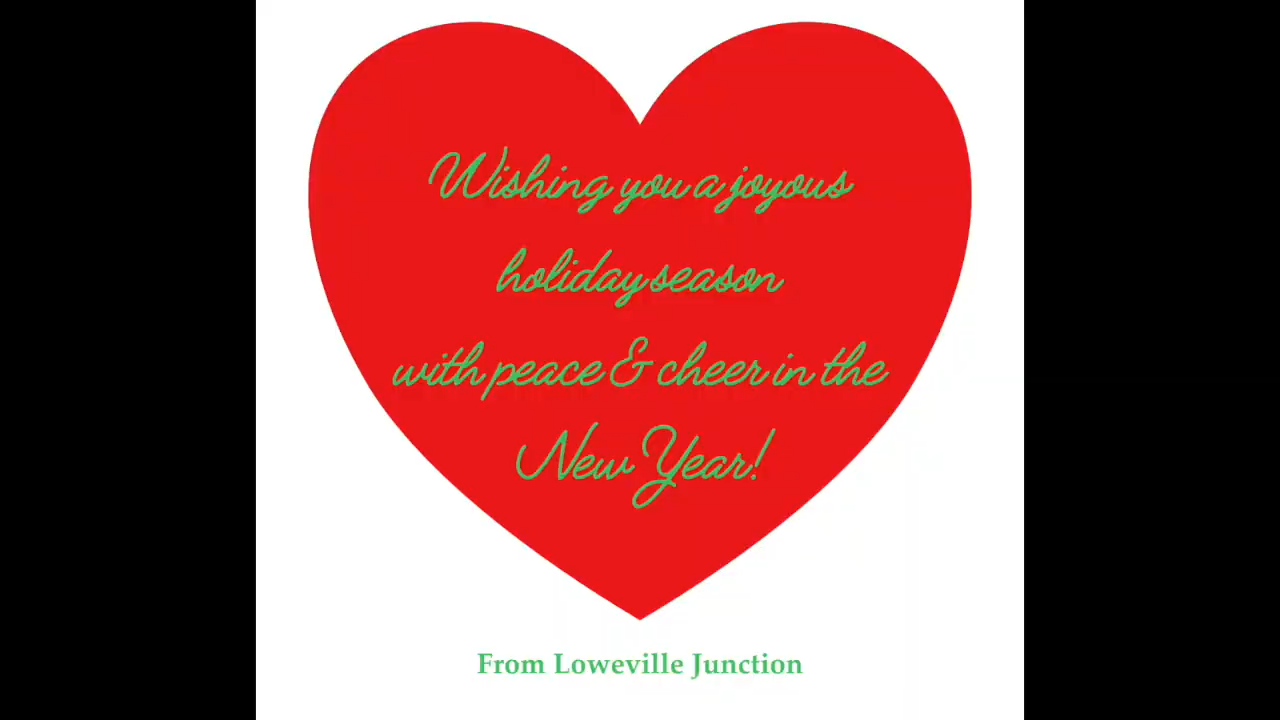 Wishing you a joyous
holiday season
with peace & cheer in the
New Year!
From Loweville Junction